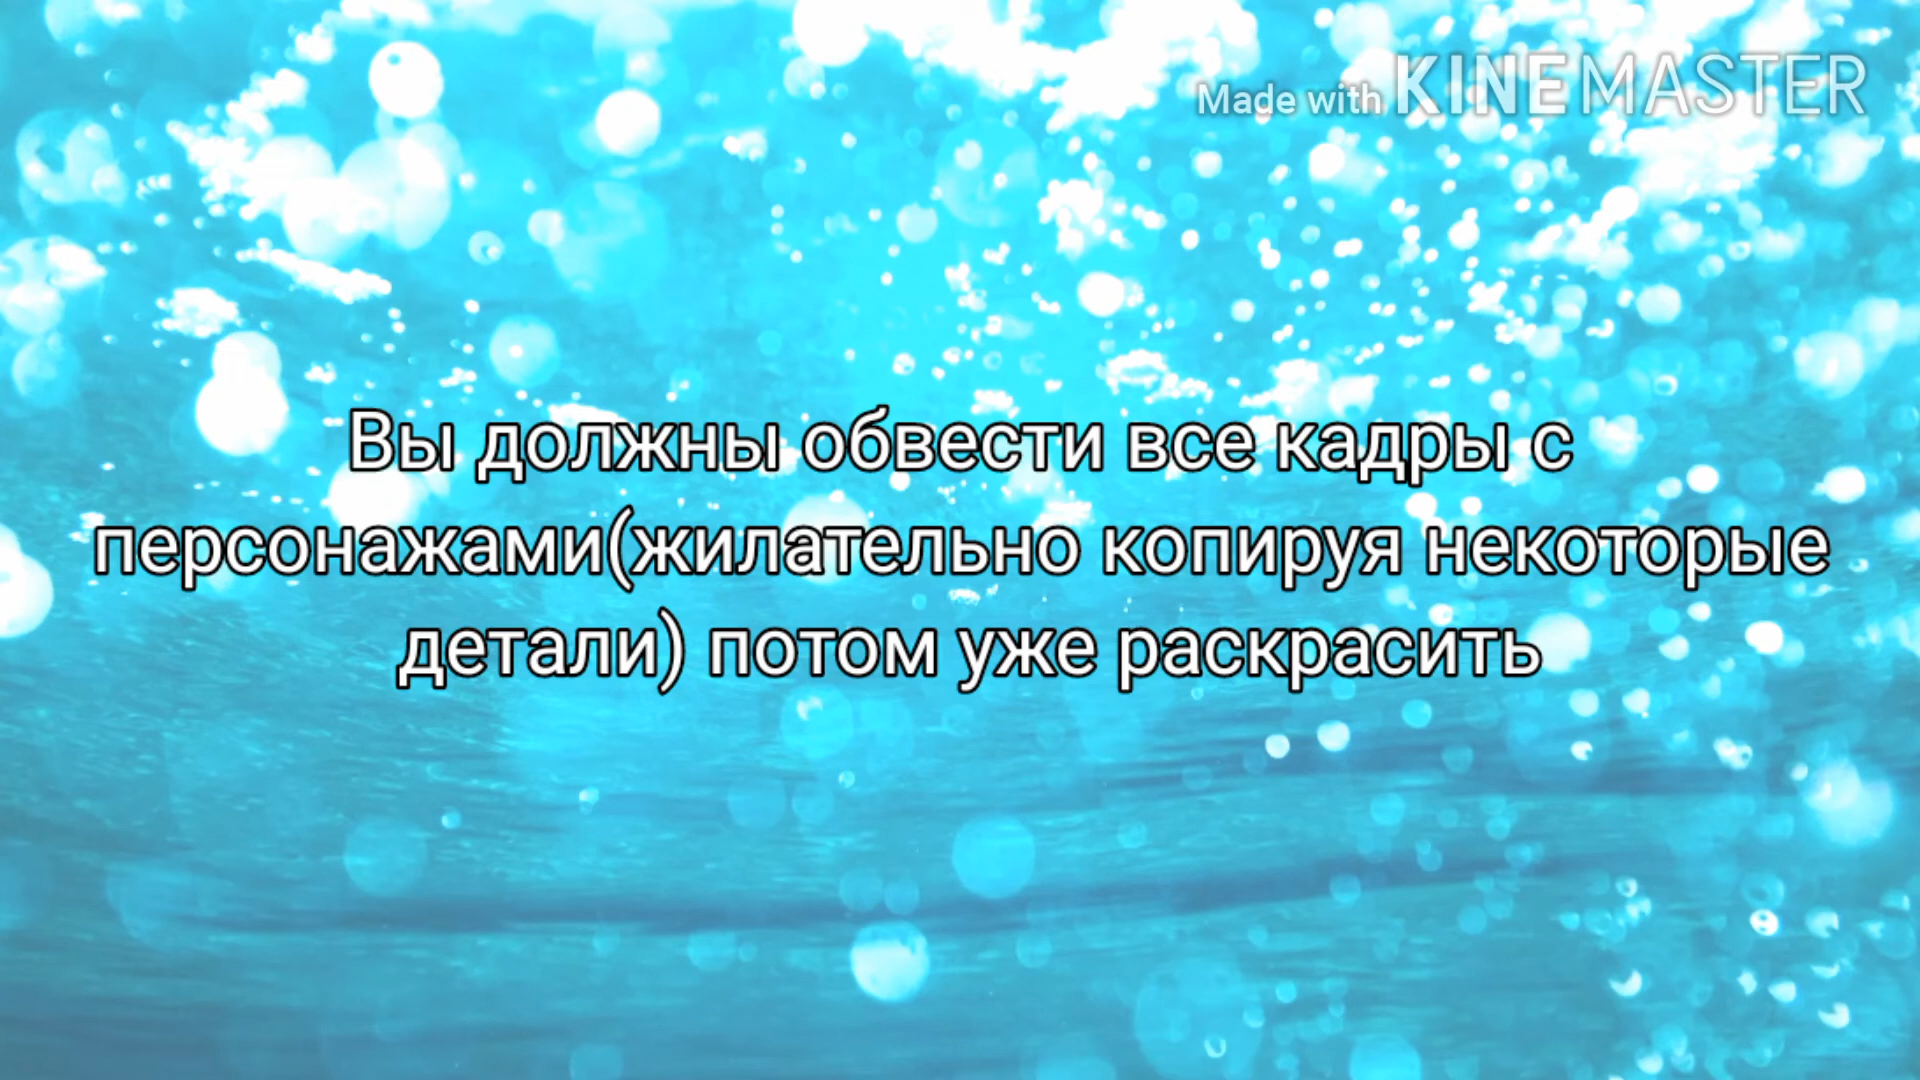 Made with KINEMASTER
Вы должны обвести все кадры с
персонажами(жилательно копируя некоторые
детали) потом уже раскрасить